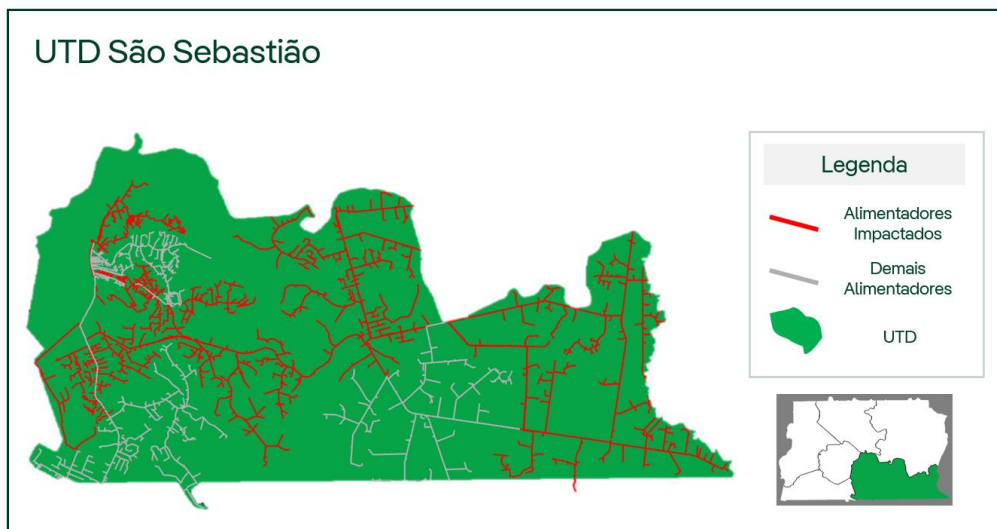 UTD São Sebastião
Legenda
Alimentadores
Impactados
Demais
Alimentadores
UTD